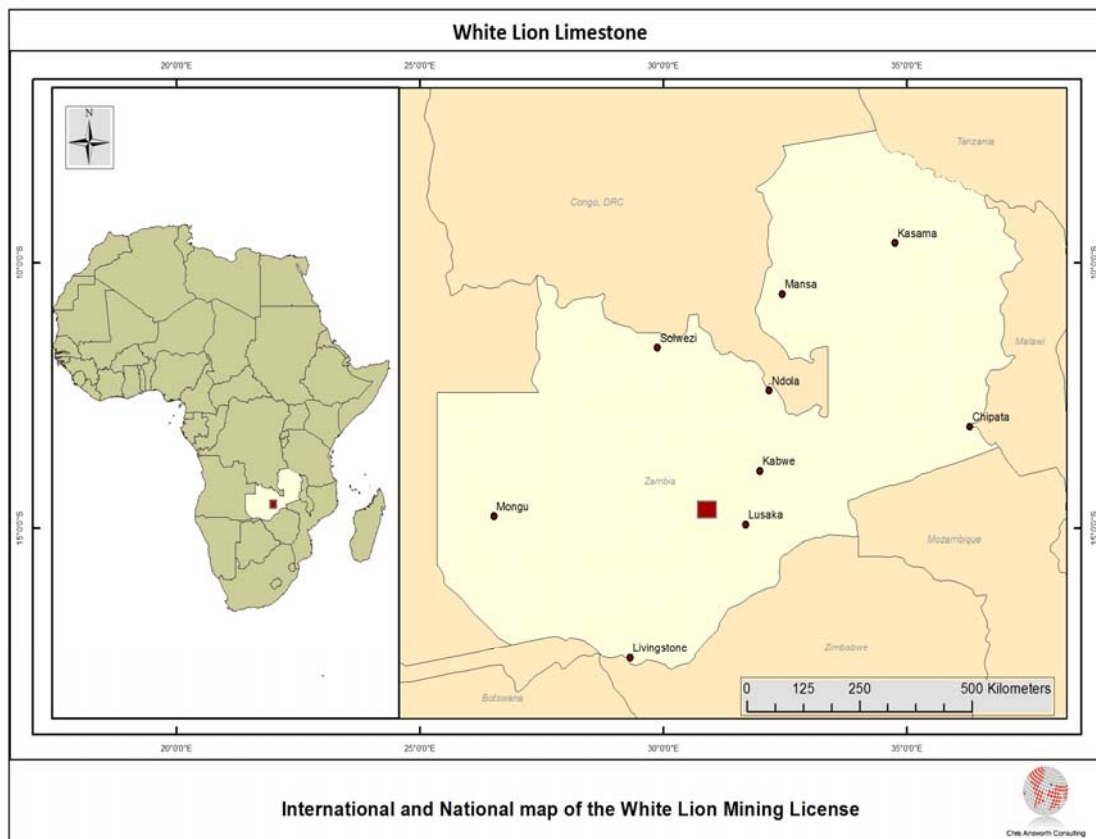 White Lion Limestone
20°0'0"E 25°0'0"E 30°0'0"E 35°0'0"E
N
Tanzania
Congo, DRC
Kasama
10°0'0"S 10°0'0"S
Mansa
Solwezi
Malawi
Ndola
Chipata
Kabwe
Zambia
Mongu
Lusaka
15°0'0"S 15°0'0"S
Mozambique
Livingstone
Zimbabwe
Botswana
0 125 250 500 Kilometers
20°0'0"E 25°0'0"E 30°0'0"E 35°0'0"E
International and National map of the White Lion Mining License
Chris Ainsworth Consulting